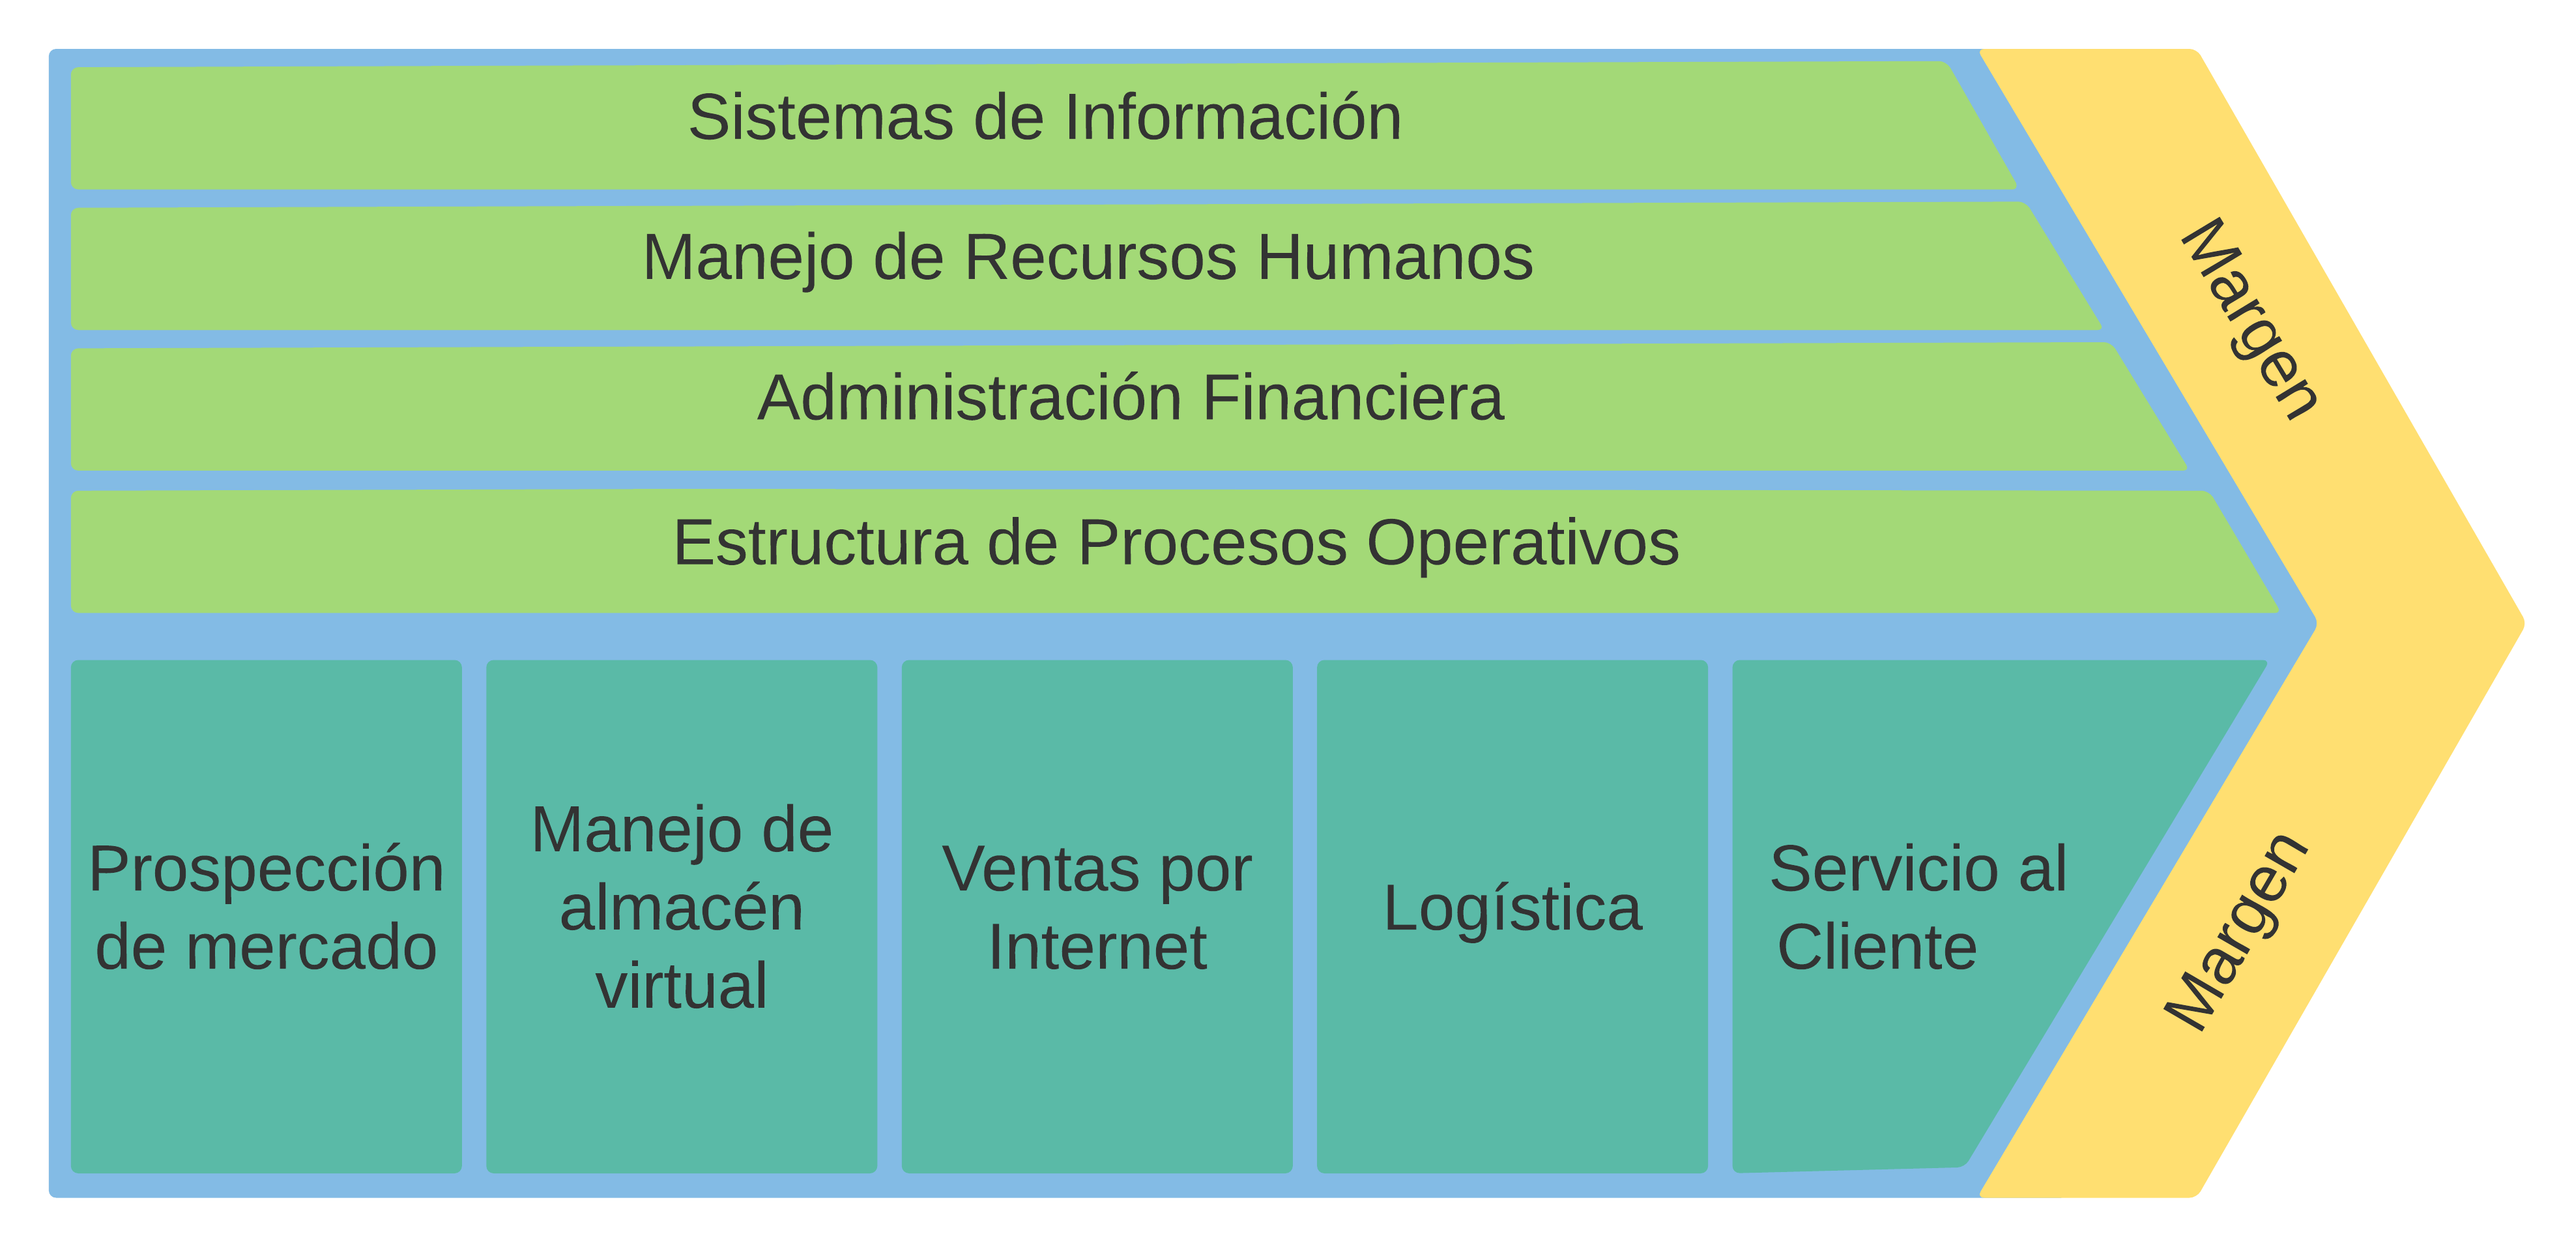 Sistemas de Información
Manejo de Recursos Humanos
Administración Financiera
Estructura de Procesos Operativos
Margen
Prospección
de mercado
Manejo de
almacén
virtual
Ventas por
Internet
Logística
Servicio al
Cliente
Margen